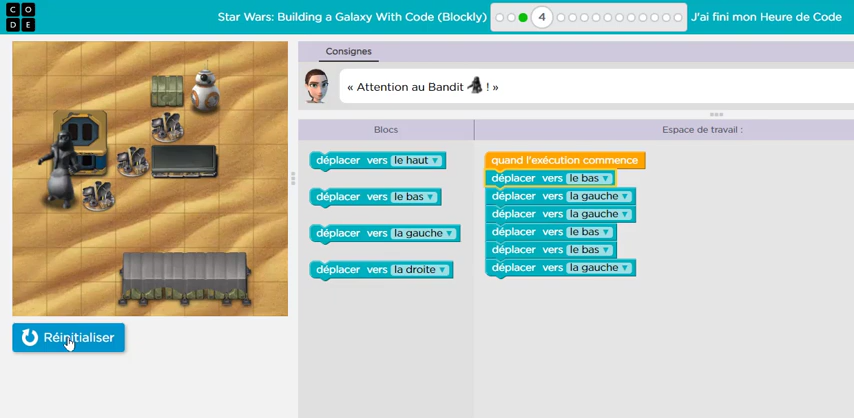 CODE
Star Wars: Building a Galaxy With Code (Blockly)
4
J'ai fini mon Heure de Code
Consignes
« Attention au Bandit ! »
Blocs
Espace de travail :
déplacer vers le haut
déplacer vers le bas
déplacer vers la gauche
déplacer vers la droite
quand l'exécution commence
déplacer vers le bas
déplacer vers la gauche
déplacer vers la gauche
déplacer vers le bas
déplacer vers le bas
déplacer vers la gauche
Réinitialiser